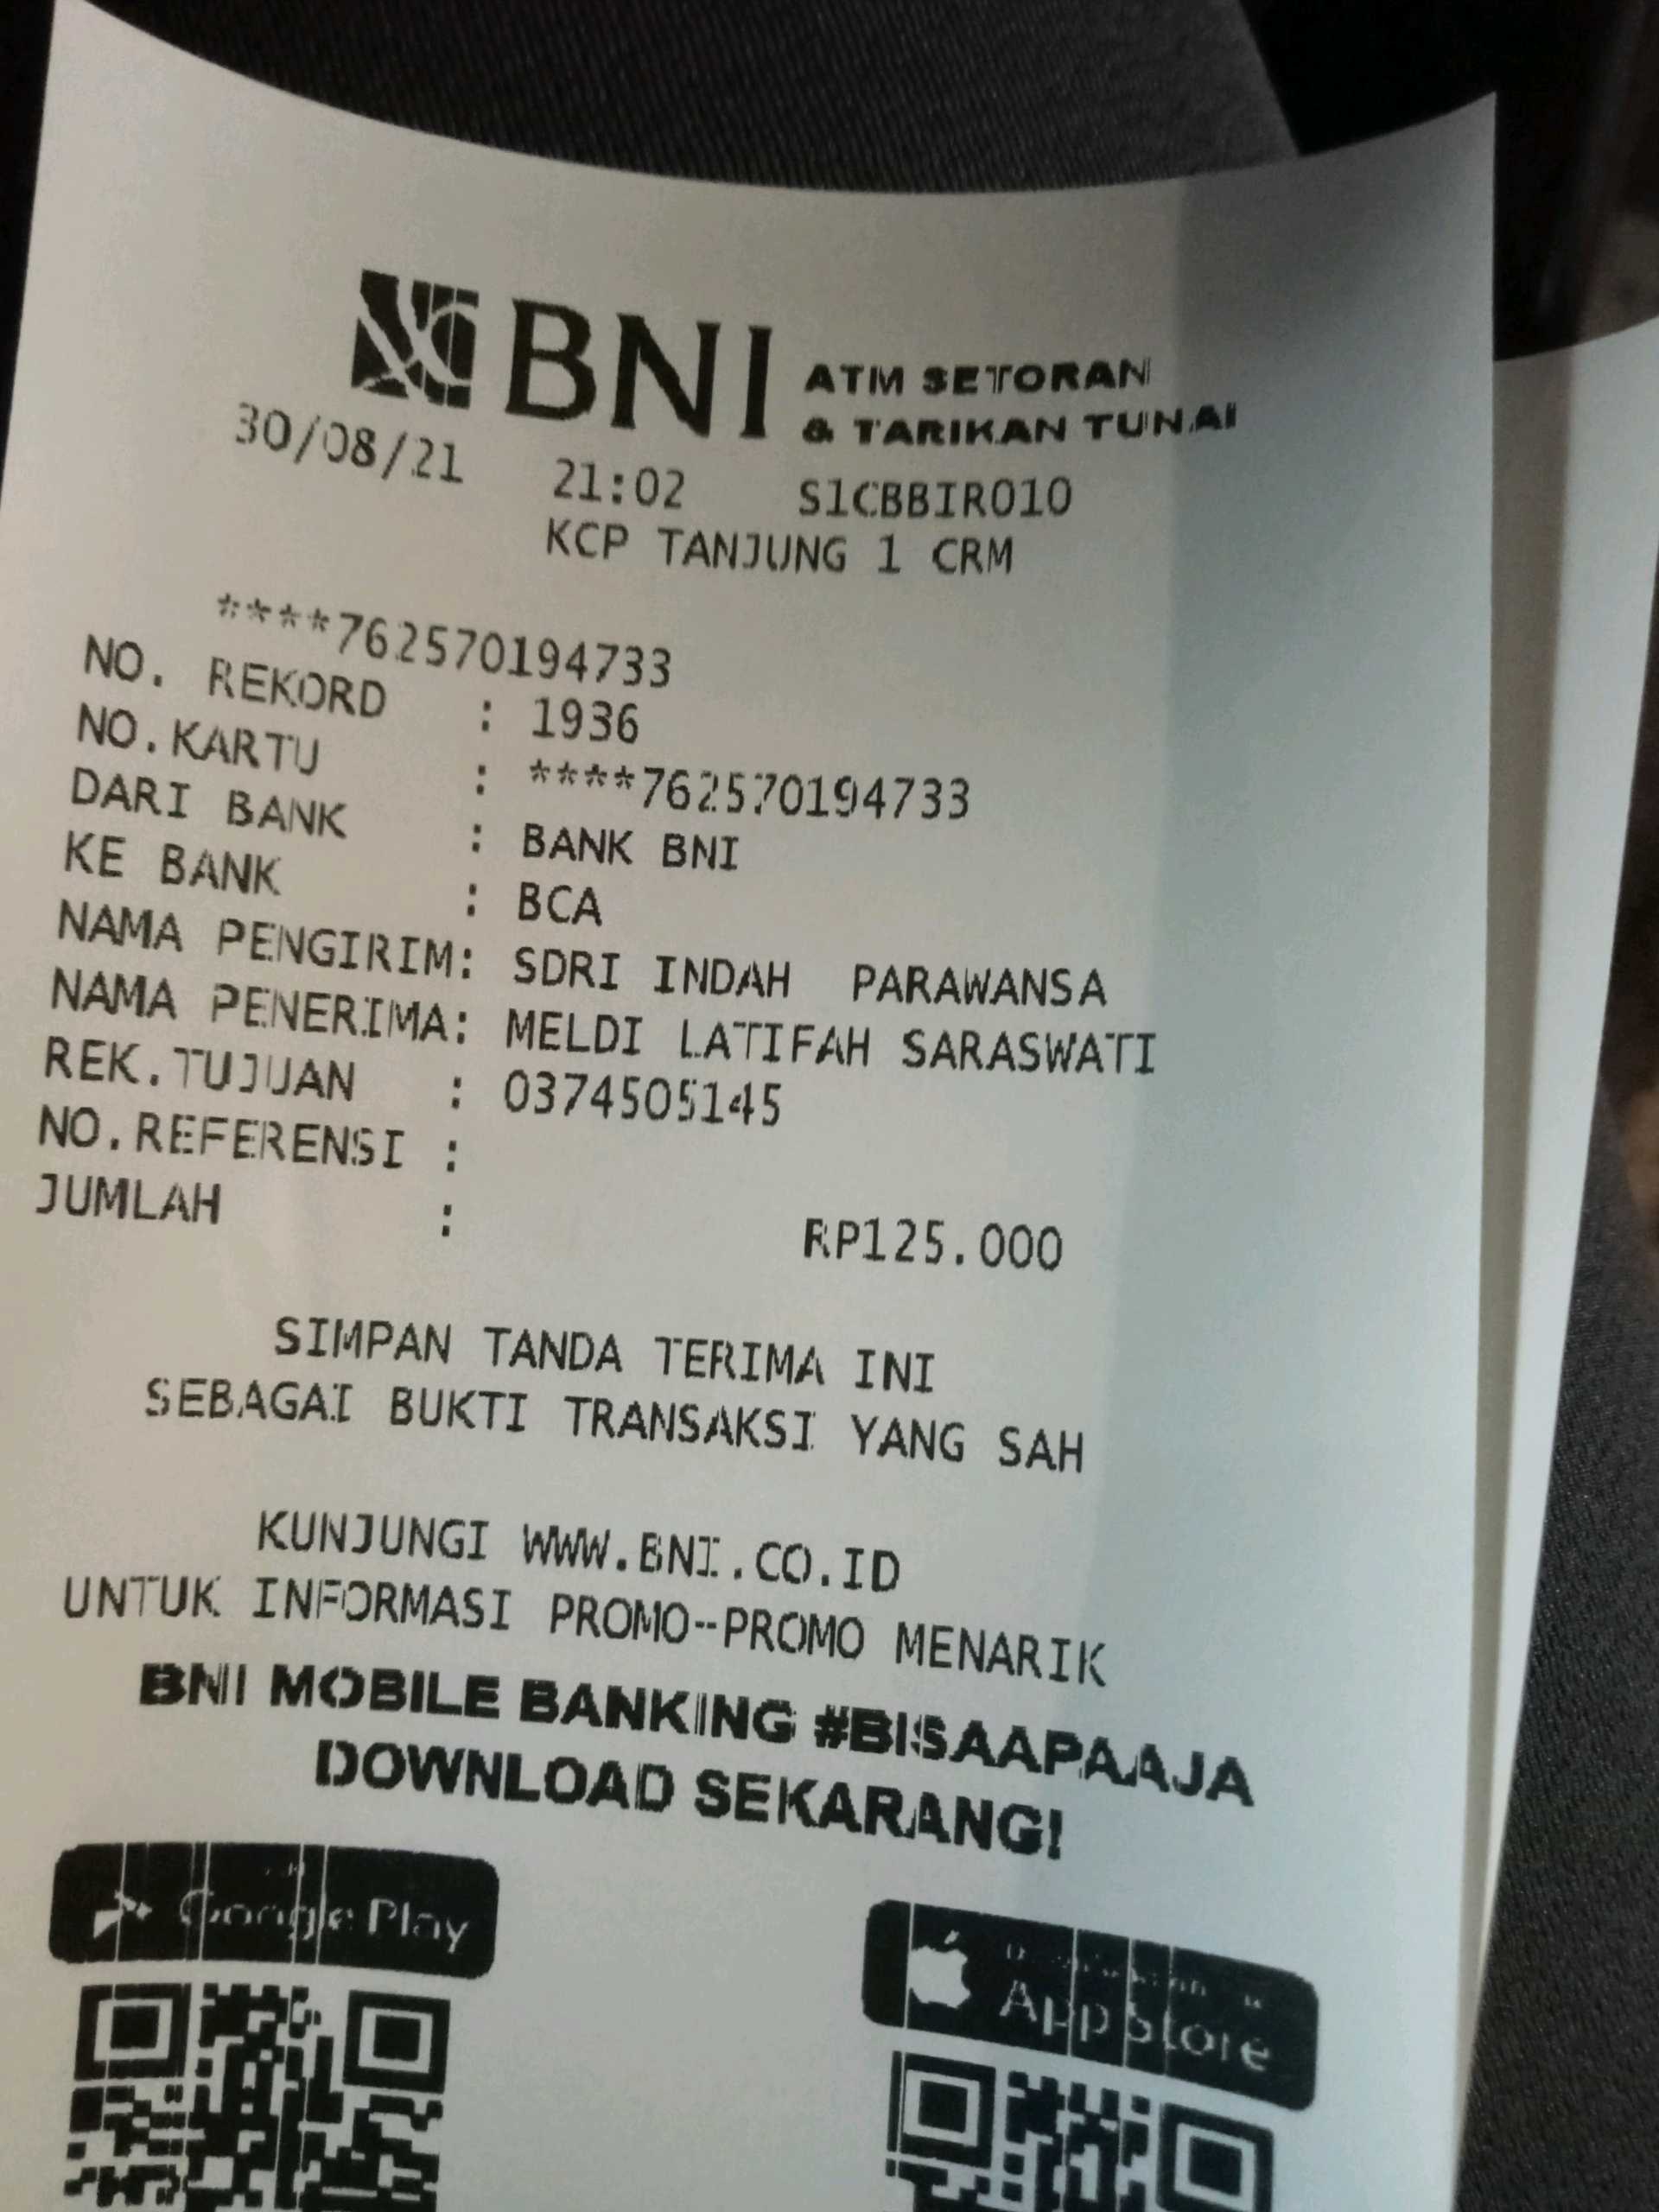 BNI ATM SETORAN
& TARIKAN TUNAI
30/08/21 21:02 S1CBBIR010
KCP TANJUNG 1 CRM
****762570194733
NO. REKORD : 1936
NO.KARTU : ****762570194733
DARI BANK : BANK BNI
KE BANK : BCA
NAMA PENGIRIM: SDRI INDAH PARAWANSA
NAMA PENERIMA: MELDI LATIFAH SARASWATI
REK.TUJUAN : 0374505145
NO.REFERENSI :
JUMLAH : RP125.000
SIMPAN TANDA TERIMA INI
SEBAGAI BUKTI TRANSAKSI YANG SAH
KUNJUNGI WWW.BNI.CO.ID
UNTUK INFORMASI PROMO-PROMO MENARIK
BNI MOBILE BANKING #BISAAPAAJA
DOWNLOAD SEKARANG!
Google Play
App Store